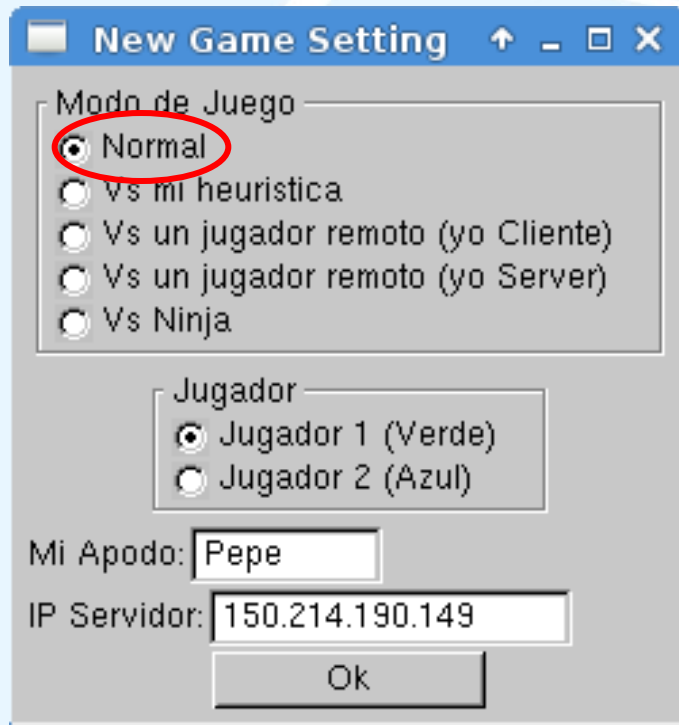 New Game Setting
Modo de Juego
Normal
Vs mi heuristica
Vs un jugador remoto (yo Cliente)
Vs un jugador remoto (yo Server)
Vs Ninja
Jugador
Jugador 1 (Verde)
Jugador 2 (Azul)
Mi Apodo: Pepe
IP Servidor: 150.214.190.149
Ok